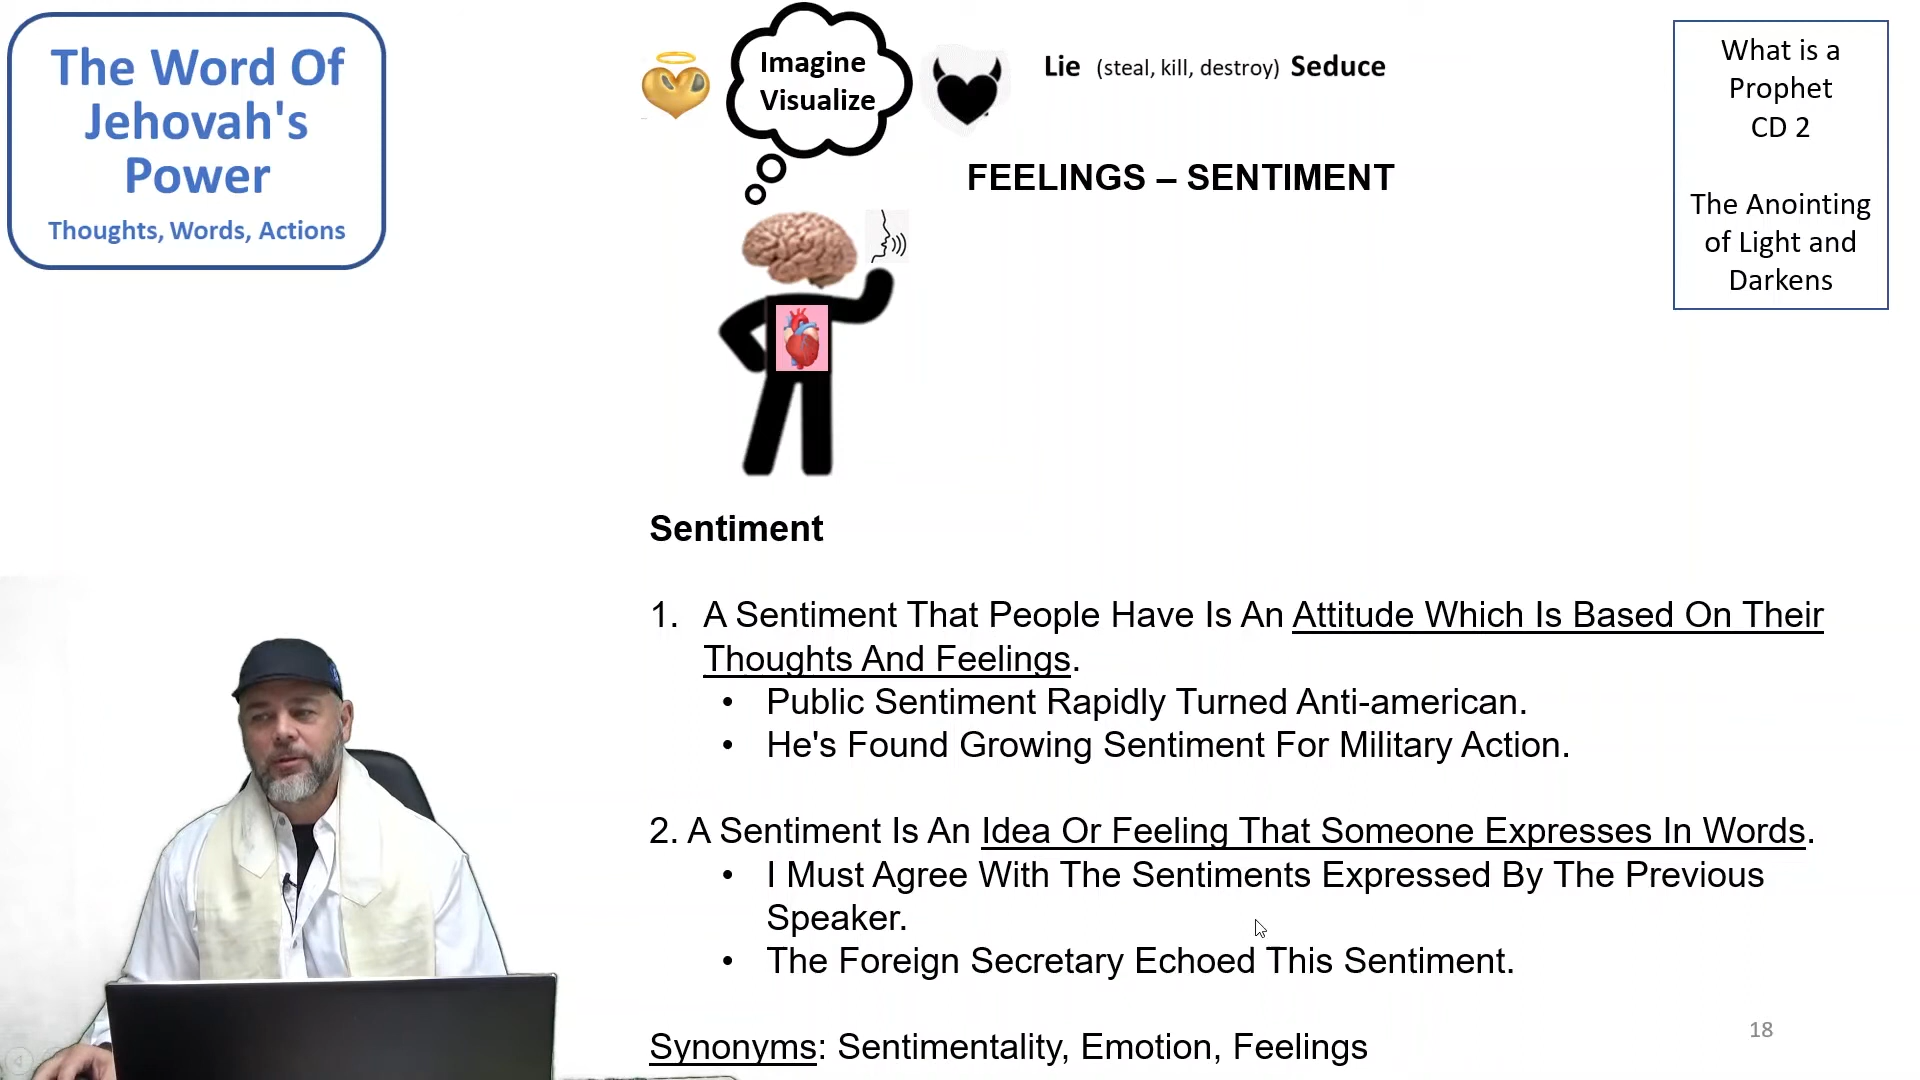 The Word Of
Jehovah's
Power
Thoughts, Words, Actions
Imagine
Visualize
Lie (steal, kill, destroy) Seduce
FEELINGS – SENTIMENT
What is a
Prophet
CD 2
The Anointing
of Light and
Darkens
Sentiment
1. A Sentiment That People Have Is An Attitude Which Is Based On Their
Thoughts And Feelings.
• Public Sentiment Rapidly Turned Anti-american.
• He's Found Growing Sentiment For Military Action.
2. A Sentiment Is An Idea Or Feeling That Someone Expresses In Words.
• I Must Agree With The Sentiments Expressed By The Previous
Speaker.
• The Foreign Secretary Echoed This Sentiment.
Synonyms: Sentimentality, Emotion, Feelings
18